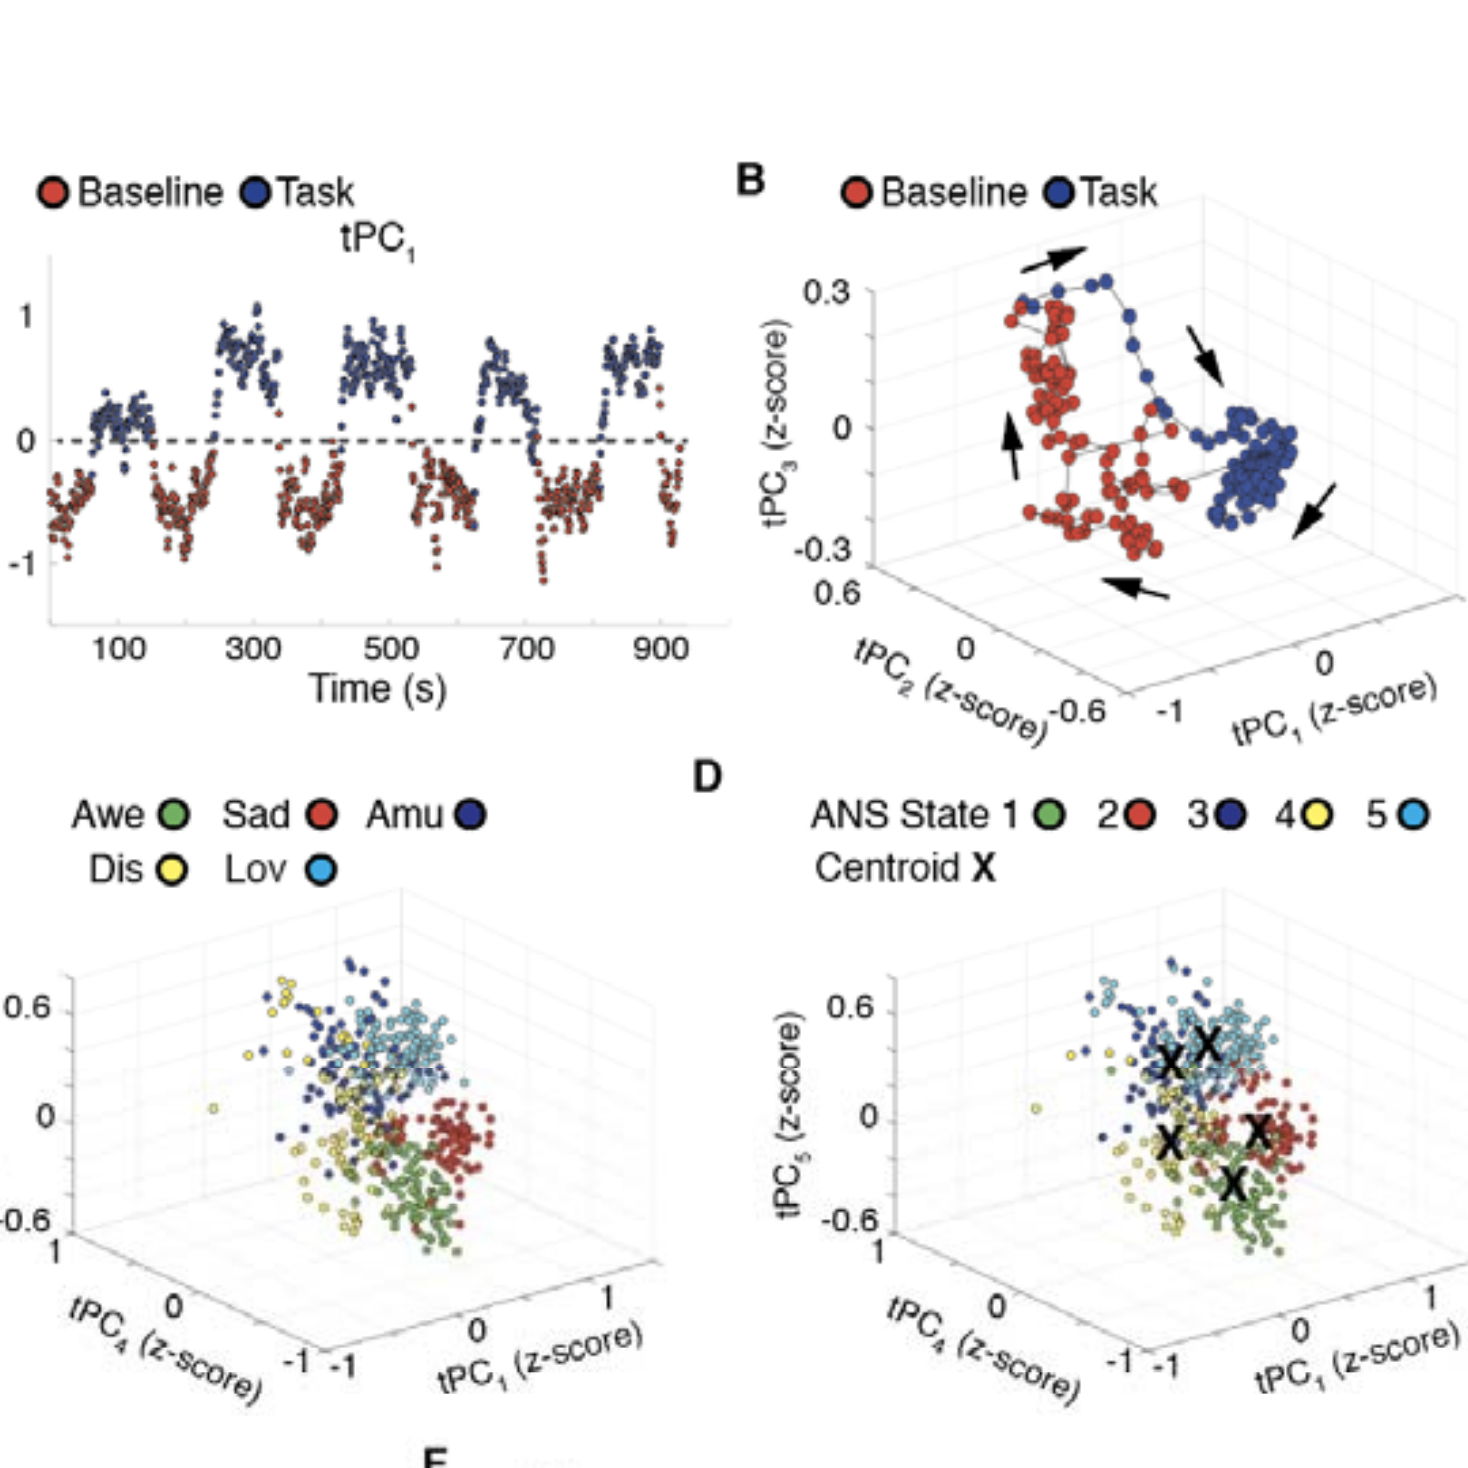 Baseline Task
tPC₁
1
0
-1
100 300 500 700 900
Time (s)
B
Baseline Task
0.3
0
-0.3
tPC₃ (z-score)
0.6
0
-0.6
tPC₂ (z-score)
-1
0
tPC₁ (z-score)
Awe Sad Amu
Dis Lov
0.6
0
-0.6
1
0
-1
tPC₄ (z-score)
-1
0
1
tPC₁ (z-score)
D
ANS State 1 2 3 4 5
Centroid X
0.6
0
-0.6
tPC₅ (z-score)
X
X
X
X
X
1
0
-1
tPC₄ (z-score)
-1
0
1
tPC₁ (z-score)